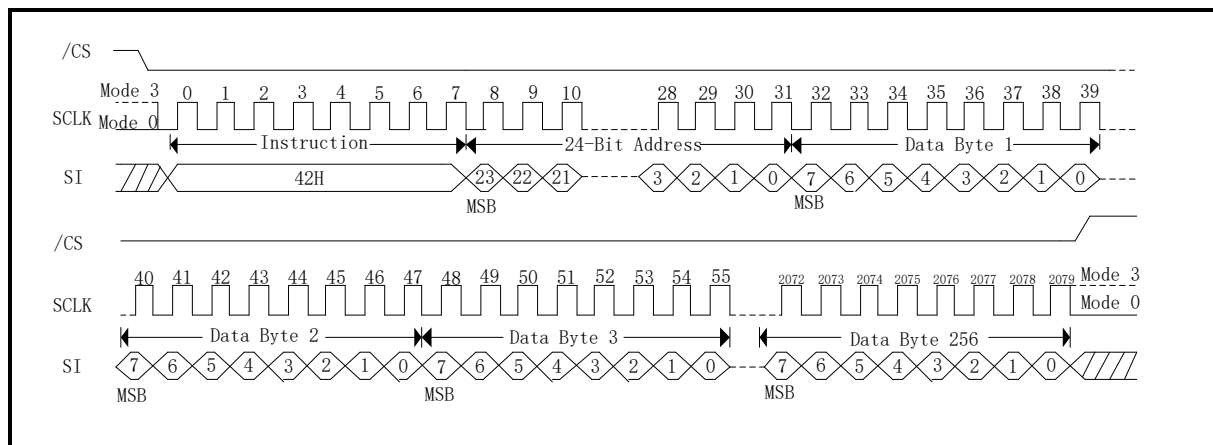 /CS
Mode 3 0 1 2 3 4 5 6 7 8 9 10 28 29 30 31 32 33 34 35 36 37 38 39
SCLK
Mode 0
Instruction 24-Bit Address Data Byte 1
SI 42H 23 22 21 3 2 1 0 7 6 5 4 3 2 1 0
MSB MSB
/CS
40 41 42 43 44 45 46 47 48 49 50 51 52 53 54 55 2072 2073 2074 2075 2076 2077 2078 2079 Mode 3
SCLK Mode 0
Data Byte 2 Data Byte 3 Data Byte 256
SI 7 6 5 4 3 2 1 0 7 6 5 4 3 2 1 0 7 6 5 4 3 2 1 0
MSB MSB MSB